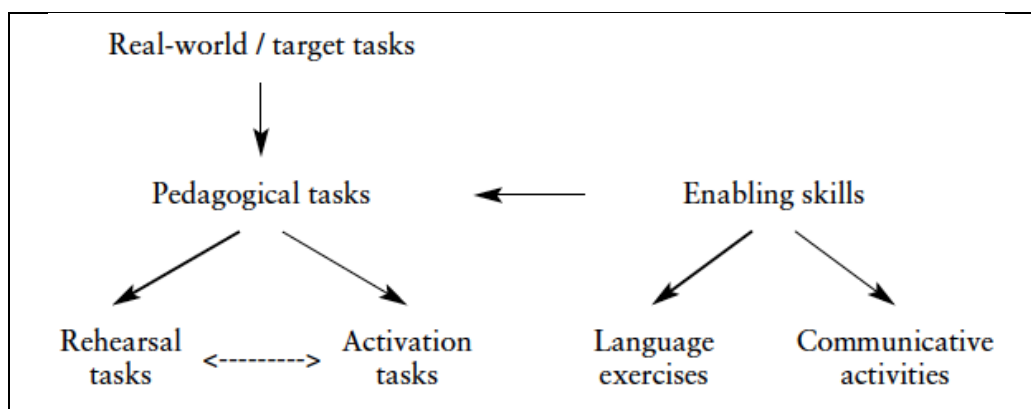 Real-world / target tasks
Pedagogical tasks
Enabling skills
Rehearsal
tasks
<--------->
Activation
tasks
Language
exercises
Communicative
activities